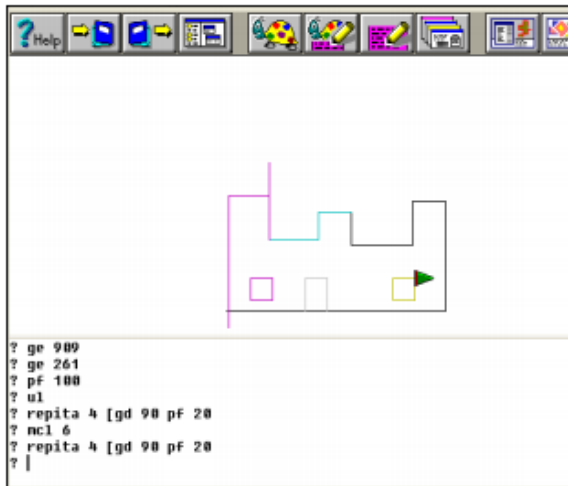 ?Help
? ge 909
? ge 261
? pf 100
? ul
? repita 4 [gd 90 pf 20
? mcl 6
? repita 4 [gd 90 pf 20
?